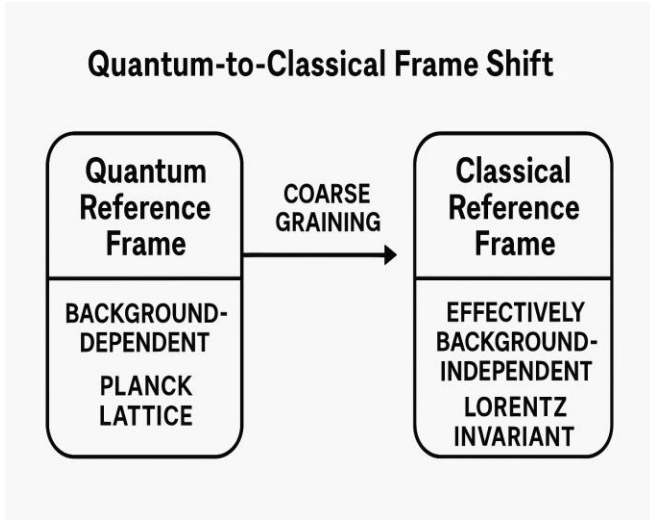 Quantum-to-Classical Frame Shift
Quantum
Reference
Frame
BACKGROUND-
DEPENDENT
PLANCK
LATTICE
COARSE
GRAINING
Classical
Reference
Frame
EFFECTIVELY
BACKGROUND-
INDEPENDENT
LORENTZ
INVARIANT